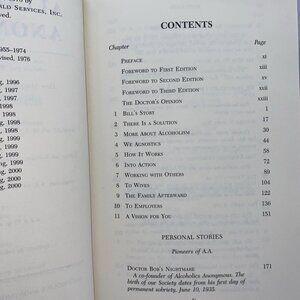 ALD SERVICES, INC.
ved.
955-1974
vised, 1976
g, 1996
1997
1997
1998
1998
g, 1999
g, 1999
g, 1999
ng, 2000
ng, 2000
CONTENTS
Chapter Page
PREFACE xi
FOREWORD TO FIRST EDITION xiii
FOREWORD TO SECOND EDITION xv
FOREWORD TO THIRD EDITION xxii
THE DOCTOR'S OPINION xxiii
1 BILL'S STORY 1
2 THERE IS A SOLUTION 17
3 MORE ABOUT ALCOHOLISM 30
4 WE AGNOSTICS 44
5 HOW IT WORKS 58
6 INTO ACTION 72
7 WORKING WITH OTHERS 89
8 TO WIVES 104
9 THE FAMILY AFTERWARD 122
10 TO EMPLOYERS 136
11 A VISION FOR YOU 151
PERSONAL STORIES
Pioneers of A.A.
DOCTOR BOB'S NIGHTMARE 171
A co-founder of Alcoholics Anonymous. The
birth of our Society dates from his first day of
permanent sobriety, June 10, 1935.